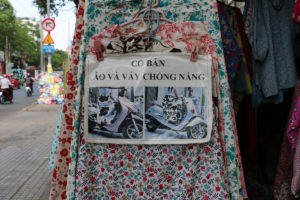 CÓ BÁN
ÁO VÀ VÁY CHỐNG NẮNG